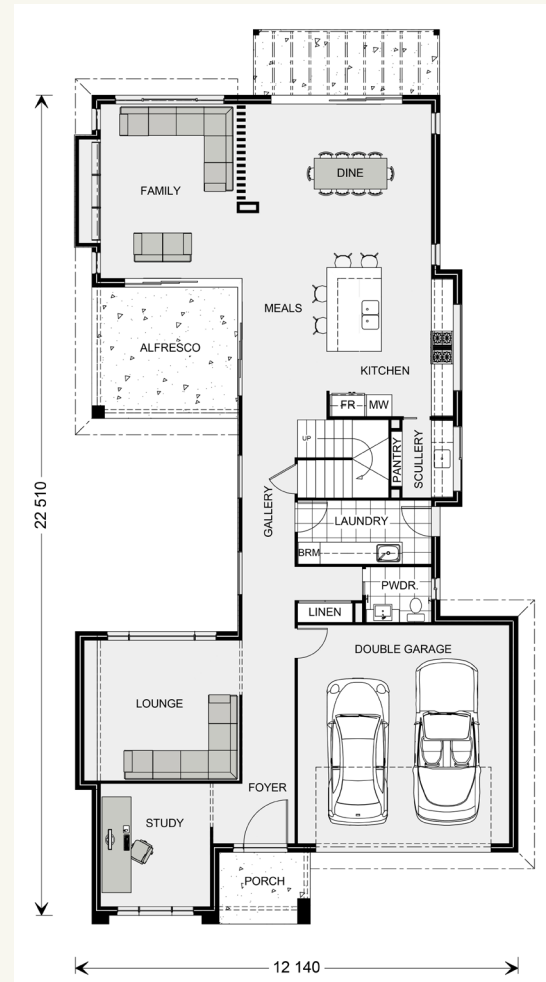 FAMILY
DINE
MEALS
ALFRESCO
KITCHEN
FR
MW
UP
PANTRY
SCULLERY
GALLERY
LAUNDRY
BRM
PWDR.
LINEN
DOUBLE GARAGE
LOUNGE
FOYER
STUDY
PORCH
22 510
12 140